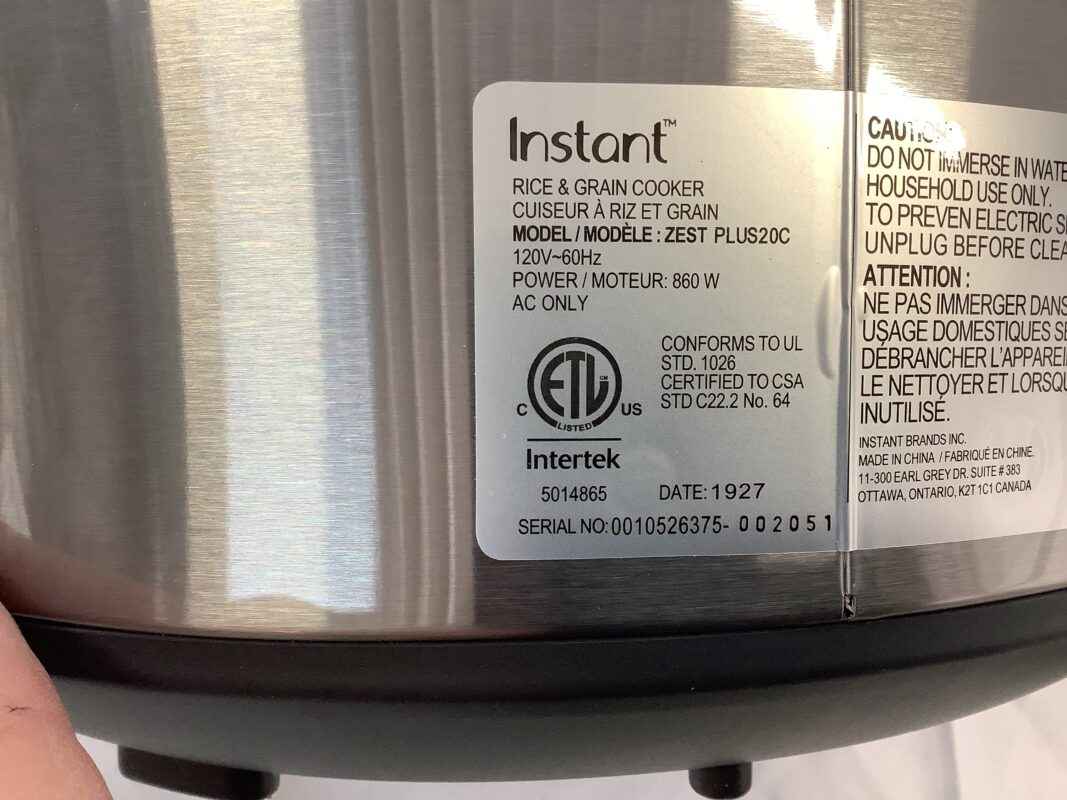 Instant™
RICE & GRAIN COOKER
CUISEUR À RIZ ET GRAIN
MODEL / MODÈLE : ZEST PLUS20C
120V~60Hz
POWER / MOTEUR: 860 W
AC ONLY
CONFORMS TO UL
STD. 1026
CERTIFIED TO CSA
STD C22.2 No. 64
C ETL CM US
LISTED
Intertek
5014865 DATE: 1927
SERIAL NO: 0010526375- 002051
DO NOT IMMERSE IN
HOUSEHOLD USE ONLY.
TO PREVEN ELECTRIC
UNPLUG BEFORE
ATTENTION :
NE PAS IMMERGER DANS
USAGE DOMESTIQUES
DÉBRANCHER
LE NETTOYER ET
INUTILISÉ.
INSTANT BRANDS INC.
MADE IN CHINA / FABRIQUÉ EN CHINE.
11-300 EARL GREY DR. SUITE # 383
OTTAWA, ONTARIO, K2T 1C1 CANADA